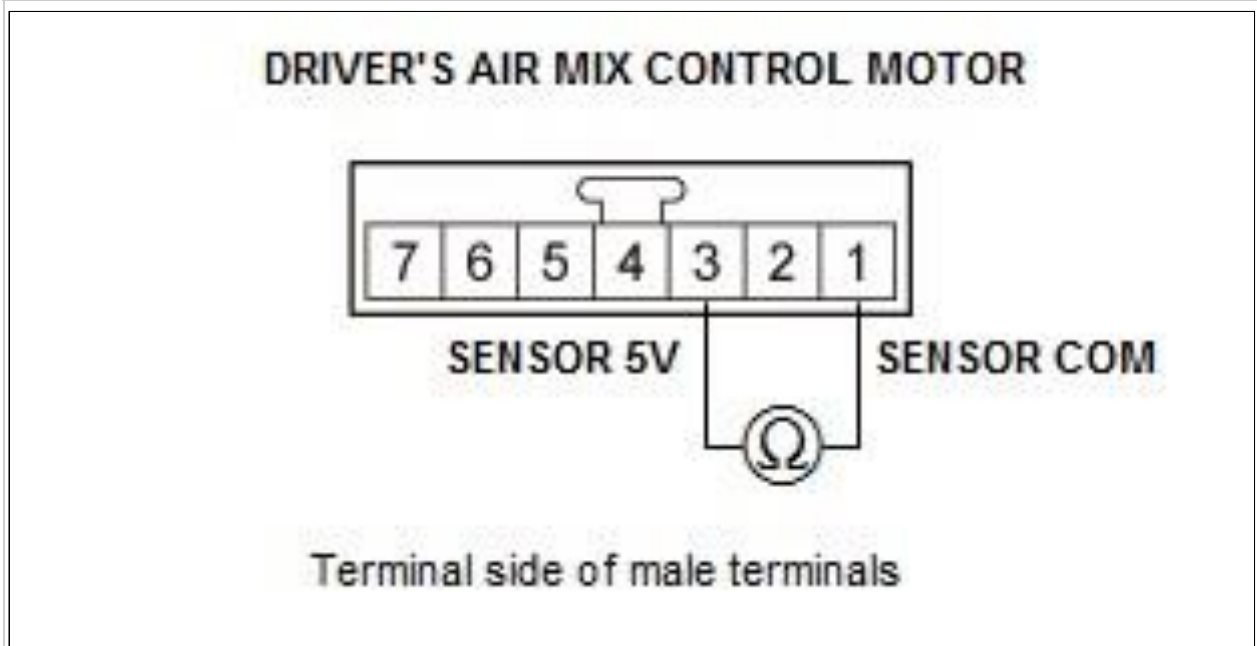 DRIVER'S AIR MIX CONTROL MOTOR
7 6 5 4 3 2 1
SENSOR 5V SENSOR COM
Ω
Terminal side of male terminals